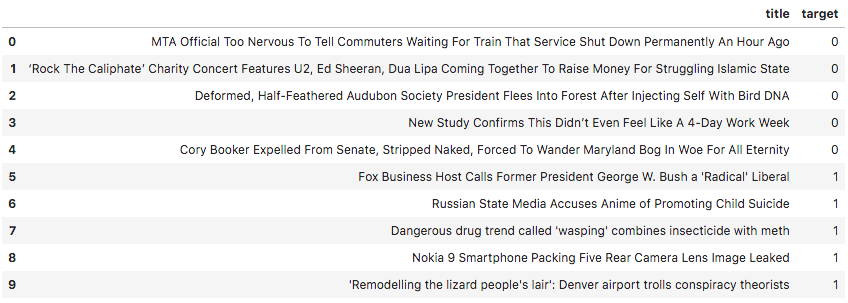 title target
0 MTA Official Too Nervous To Tell Commuters Waiting For Train That Service Shut Down Permanently An Hour Ago 0
1 ‘Rock The Caliphate’ Charity Concert Features U2, Ed Sheeran, Dua Lipa Coming Together To Raise Money For Struggling Islamic State 0
2 Deformed, Half-Feathered Audubon Society President Flees Into Forest After Injecting Self With Bird DNA 0
3 New Study Confirms This Didn’t Even Feel Like A 4-Day Work Week 0
4 Cory Booker Expelled From Senate, Stripped Naked, Forced To Wander Maryland Bog In Woe For All Eternity 0
5 Fox Business Host Calls Former President George W. Bush a 'Radical' Liberal 1
6 Russian State Media Accuses Anime of Promoting Child Suicide 1
7 Dangerous drug trend called 'wasping' combines insecticide with meth 1
8 Nokia 9 Smartphone Packing Five Rear Camera Lens Image Leaked 1
9 'Remodelling the lizard people's lair': Denver airport trolls conspiracy theorists 1